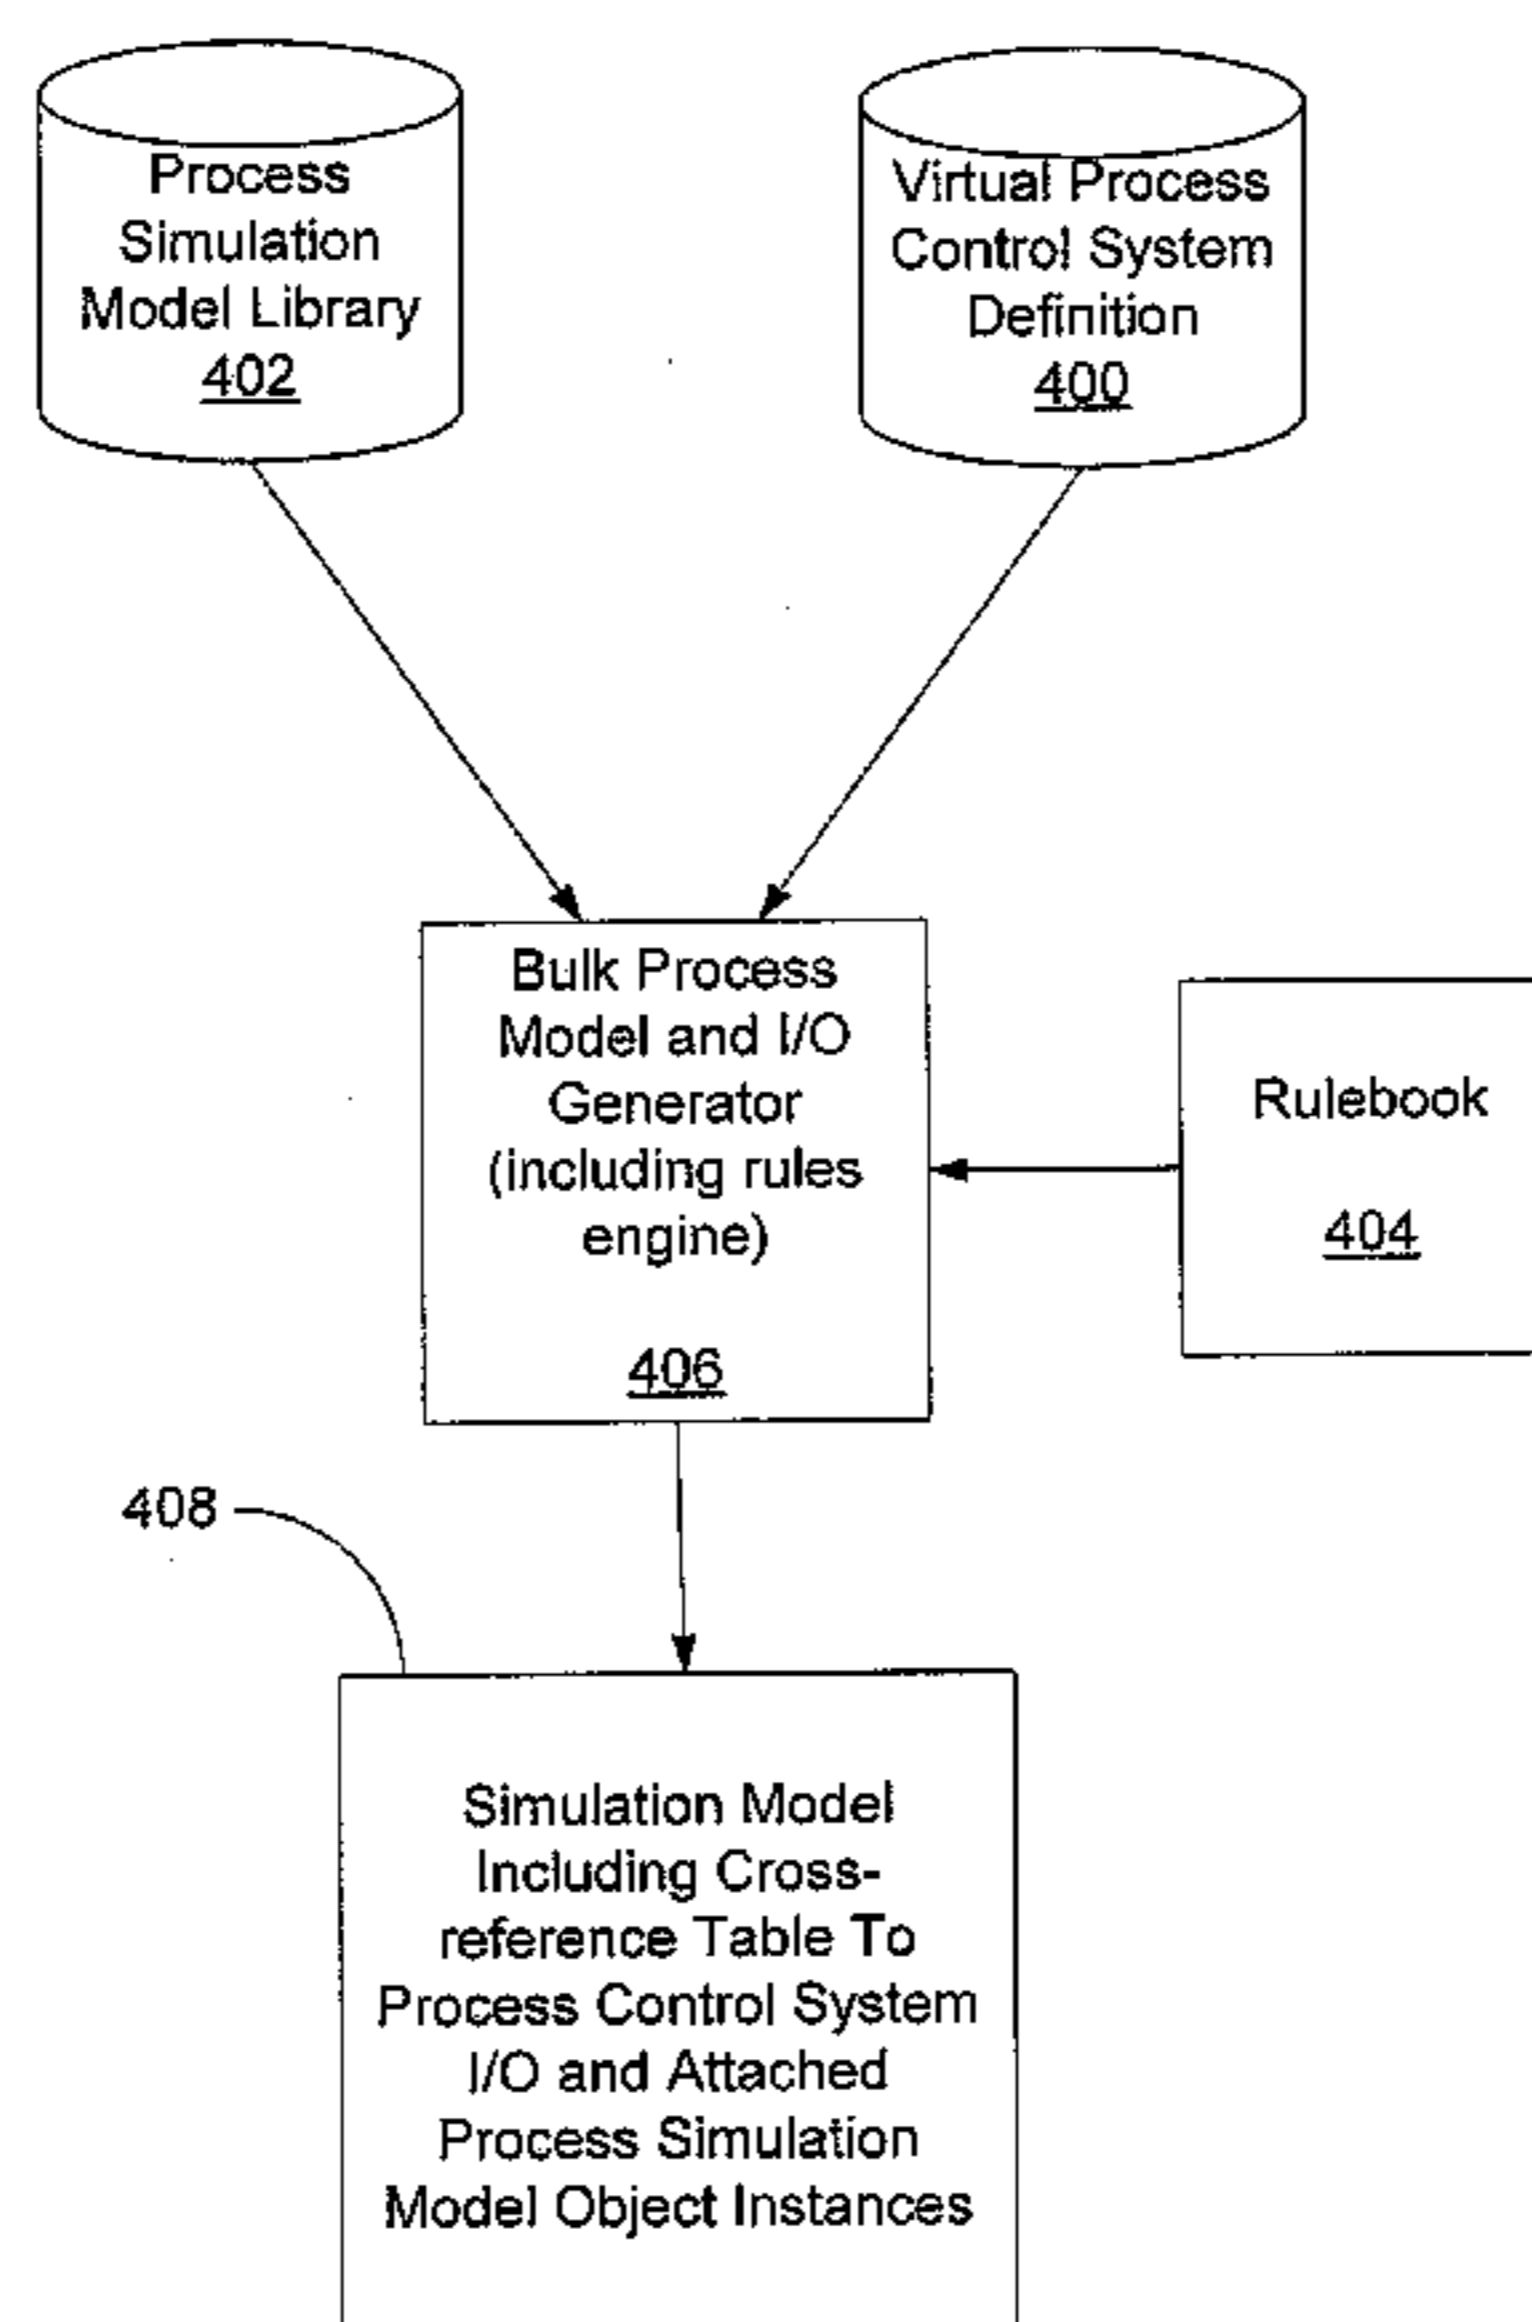 Process
Simulation
Model Library
402
Virtual Process
Control System
Definition
400
Bulk Process
Model and I/O
Generator
(including rules
engine)
406
Rulebook
404
408
Simulation Model
Including Cross-
reference Table To
Process Control System
I/O and Attached
Process Simulation
Model Object Instances